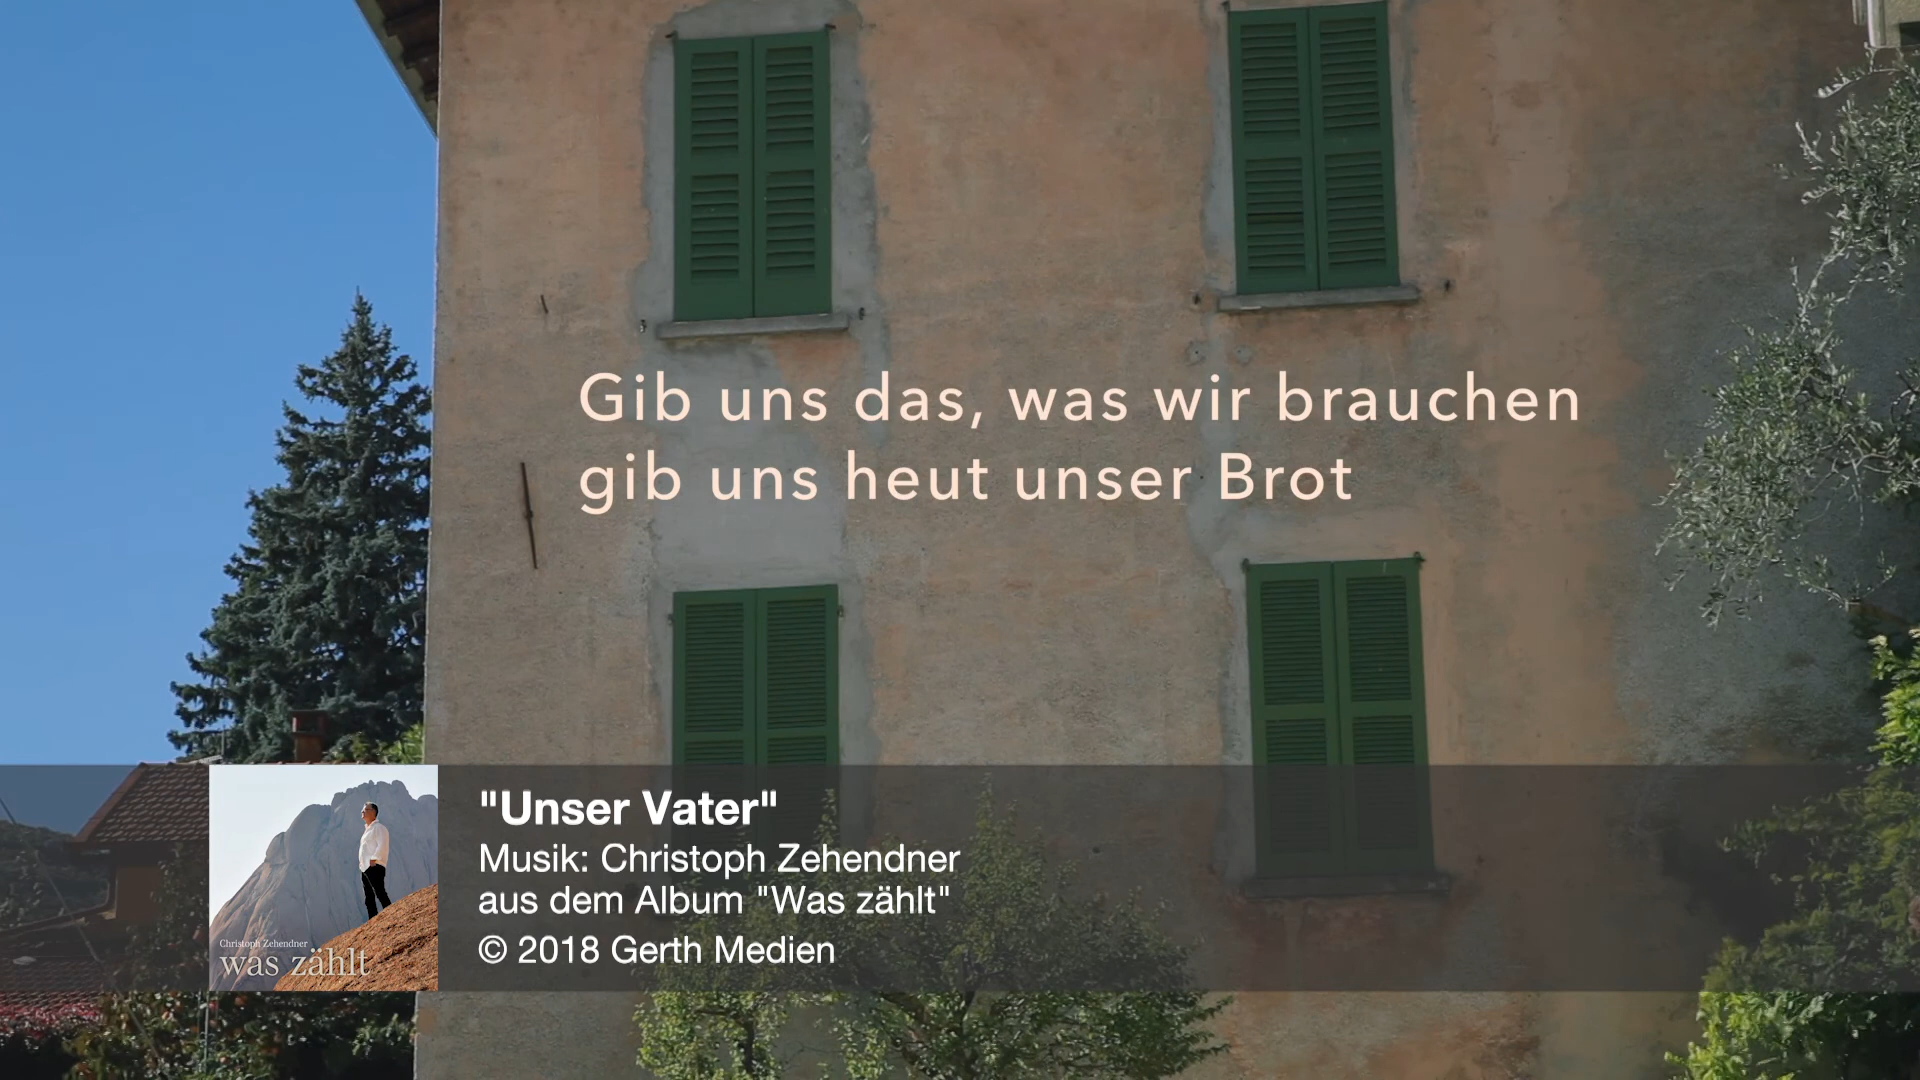 Gib uns das, was wir brauchen
gib uns heut unser Brot
"Unser Vater"
Musik: Christoph Zehendner
aus dem Album "Was zählt"
© 2018 Gerth Medien
Christoph Zehendner
was zählt